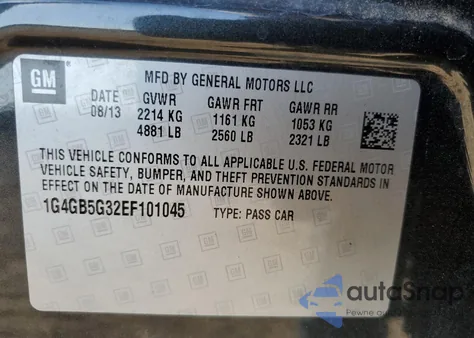 GM
MFD BY GENERAL MOTORS LLC
DATE GVWR GAWR FRT GAWR RR
08/13 2214 KG 1161 KG 1053 KG
4881 LB 2560 LB 2321 LB
THIS VEHICLE CONFORMS TO ALL APPLICABLE U.S. FEDERAL MOTOR
VEHICLE SAFETY, BUMPER, AND THEFT PREVENTION STANDARDS IN
EFFECT ON THE DATE OF MANUFACTURE SHOWN ABOVE.
1G4GB5G32EF101045 TYPE: PASS CAR
autoSnap